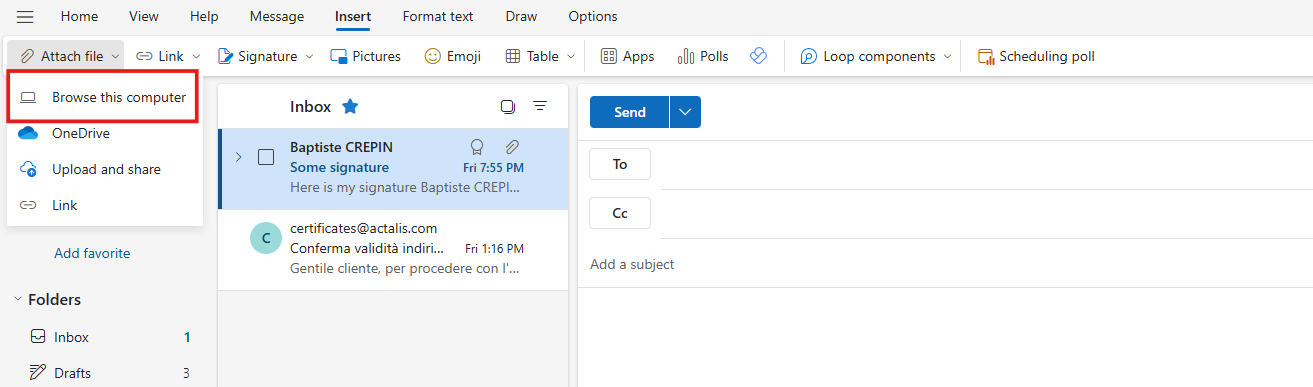 Home View Help Message Insert Format text Draw Options
Attach file Link Signature Pictures Emoji Table Apps Polls Loop components Scheduling poll
Browse this computer
OneDrive
Upload and share
Link
Add favorite
Folders
Inbox 1
Drafts 3
Inbox
Baptiste CREPIN
Some signature Fri 7:55 PM
Here is my signature Baptiste CREPI...
C
certificates@actalis.com
Conferma validità indiri... Fri 1:16 PM
Gentile cliente, per procedere con l'...
Send
To
Cc
Add a subject